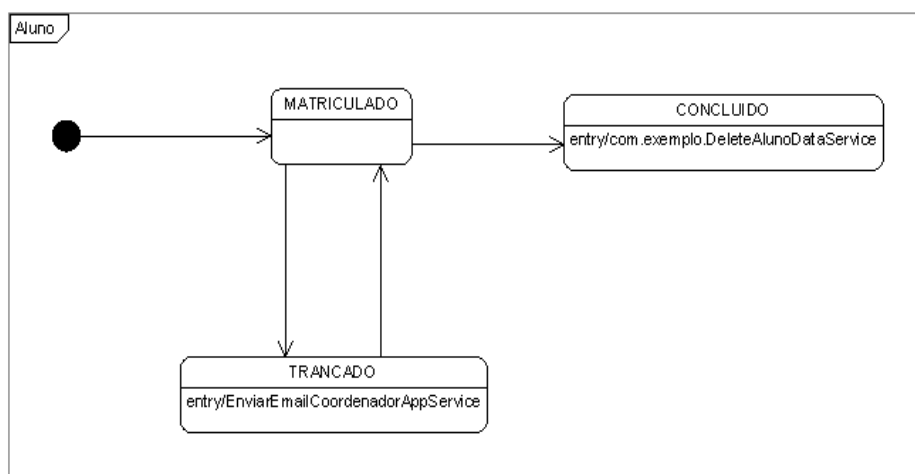 Aluno
MATRICULADO
CONCLUIDO
entry/com.exemplo.DeleteAlunoDataService
TRANCADO
entry/EnviarEmailCoordenadorAppService